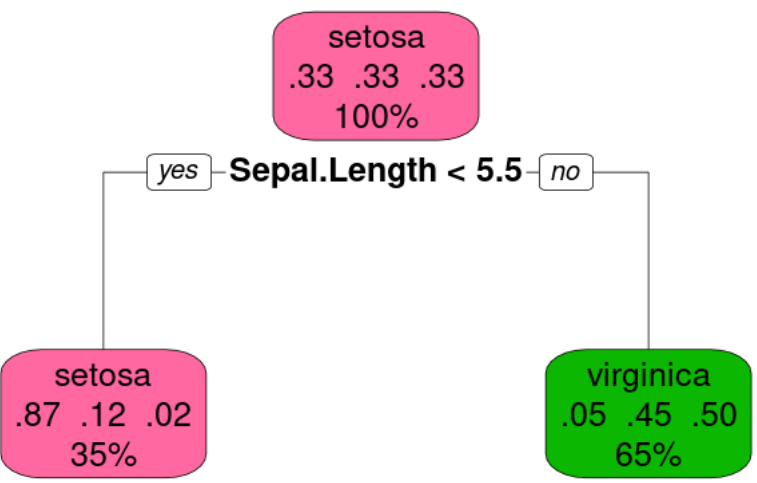 setosa
.33 .33 .33
100%
yes Sepal.Length < 5.5 no
setosa
.87 .12 .02
35%
virginica
.05 .45 .50
65%